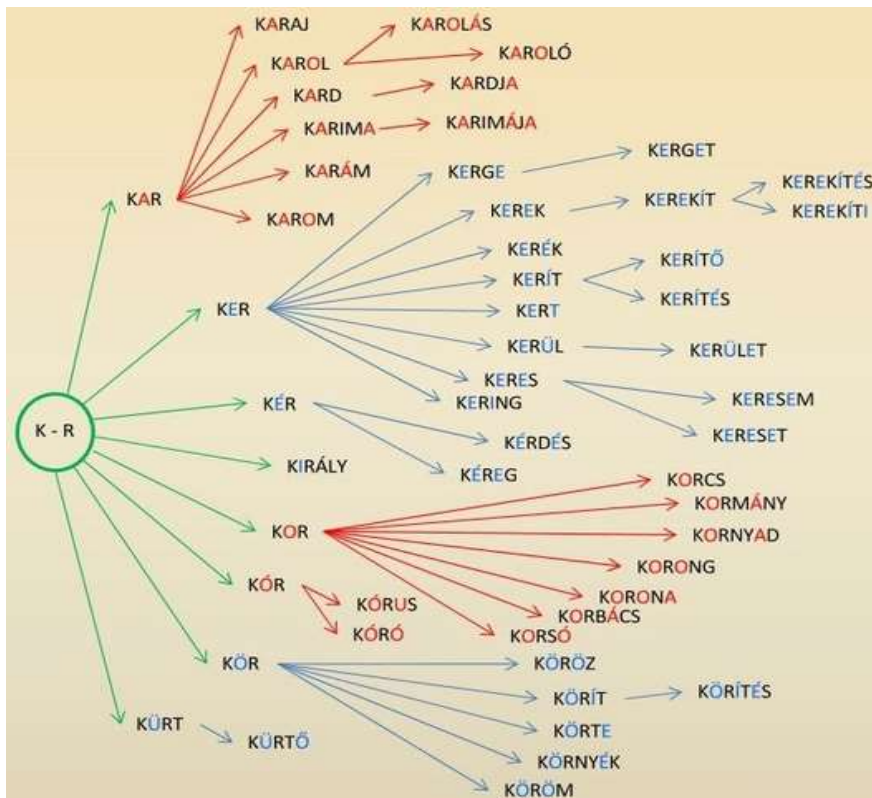 KARAJ
KAROL
KAROLÁS
KAROLÓ
KARD
KARDJA
KARIMA
KARIMÁJA
KARÁM
KAROM
KAR
KERGE
KERGET
KEREK
KEREKÍT
KEREKÍTÉS
KEREKÍTI
KERÉK
KERÍT
KERÍTŐ
KERÍTÉS
KER
KERT
KERÜL
KERÜLET
KERES
KERESEM
KERESET
KERING
KÉR
KÉRDÉS
KÉREG
K - R
KIRÁLY
KOR
KORCS
KORMÁNY
KORNYAD
KORONG
KORONA
KORBÁCS
KORSÓ
KÓR
KÓRUS
KÓRÓ
KÖR
KÖRÖZ
KÖRÍT
KÖRÍTÉS
KÖRTE
KÖRNYÉK
KÖRÖM
KÜRT
KÜRTŐ